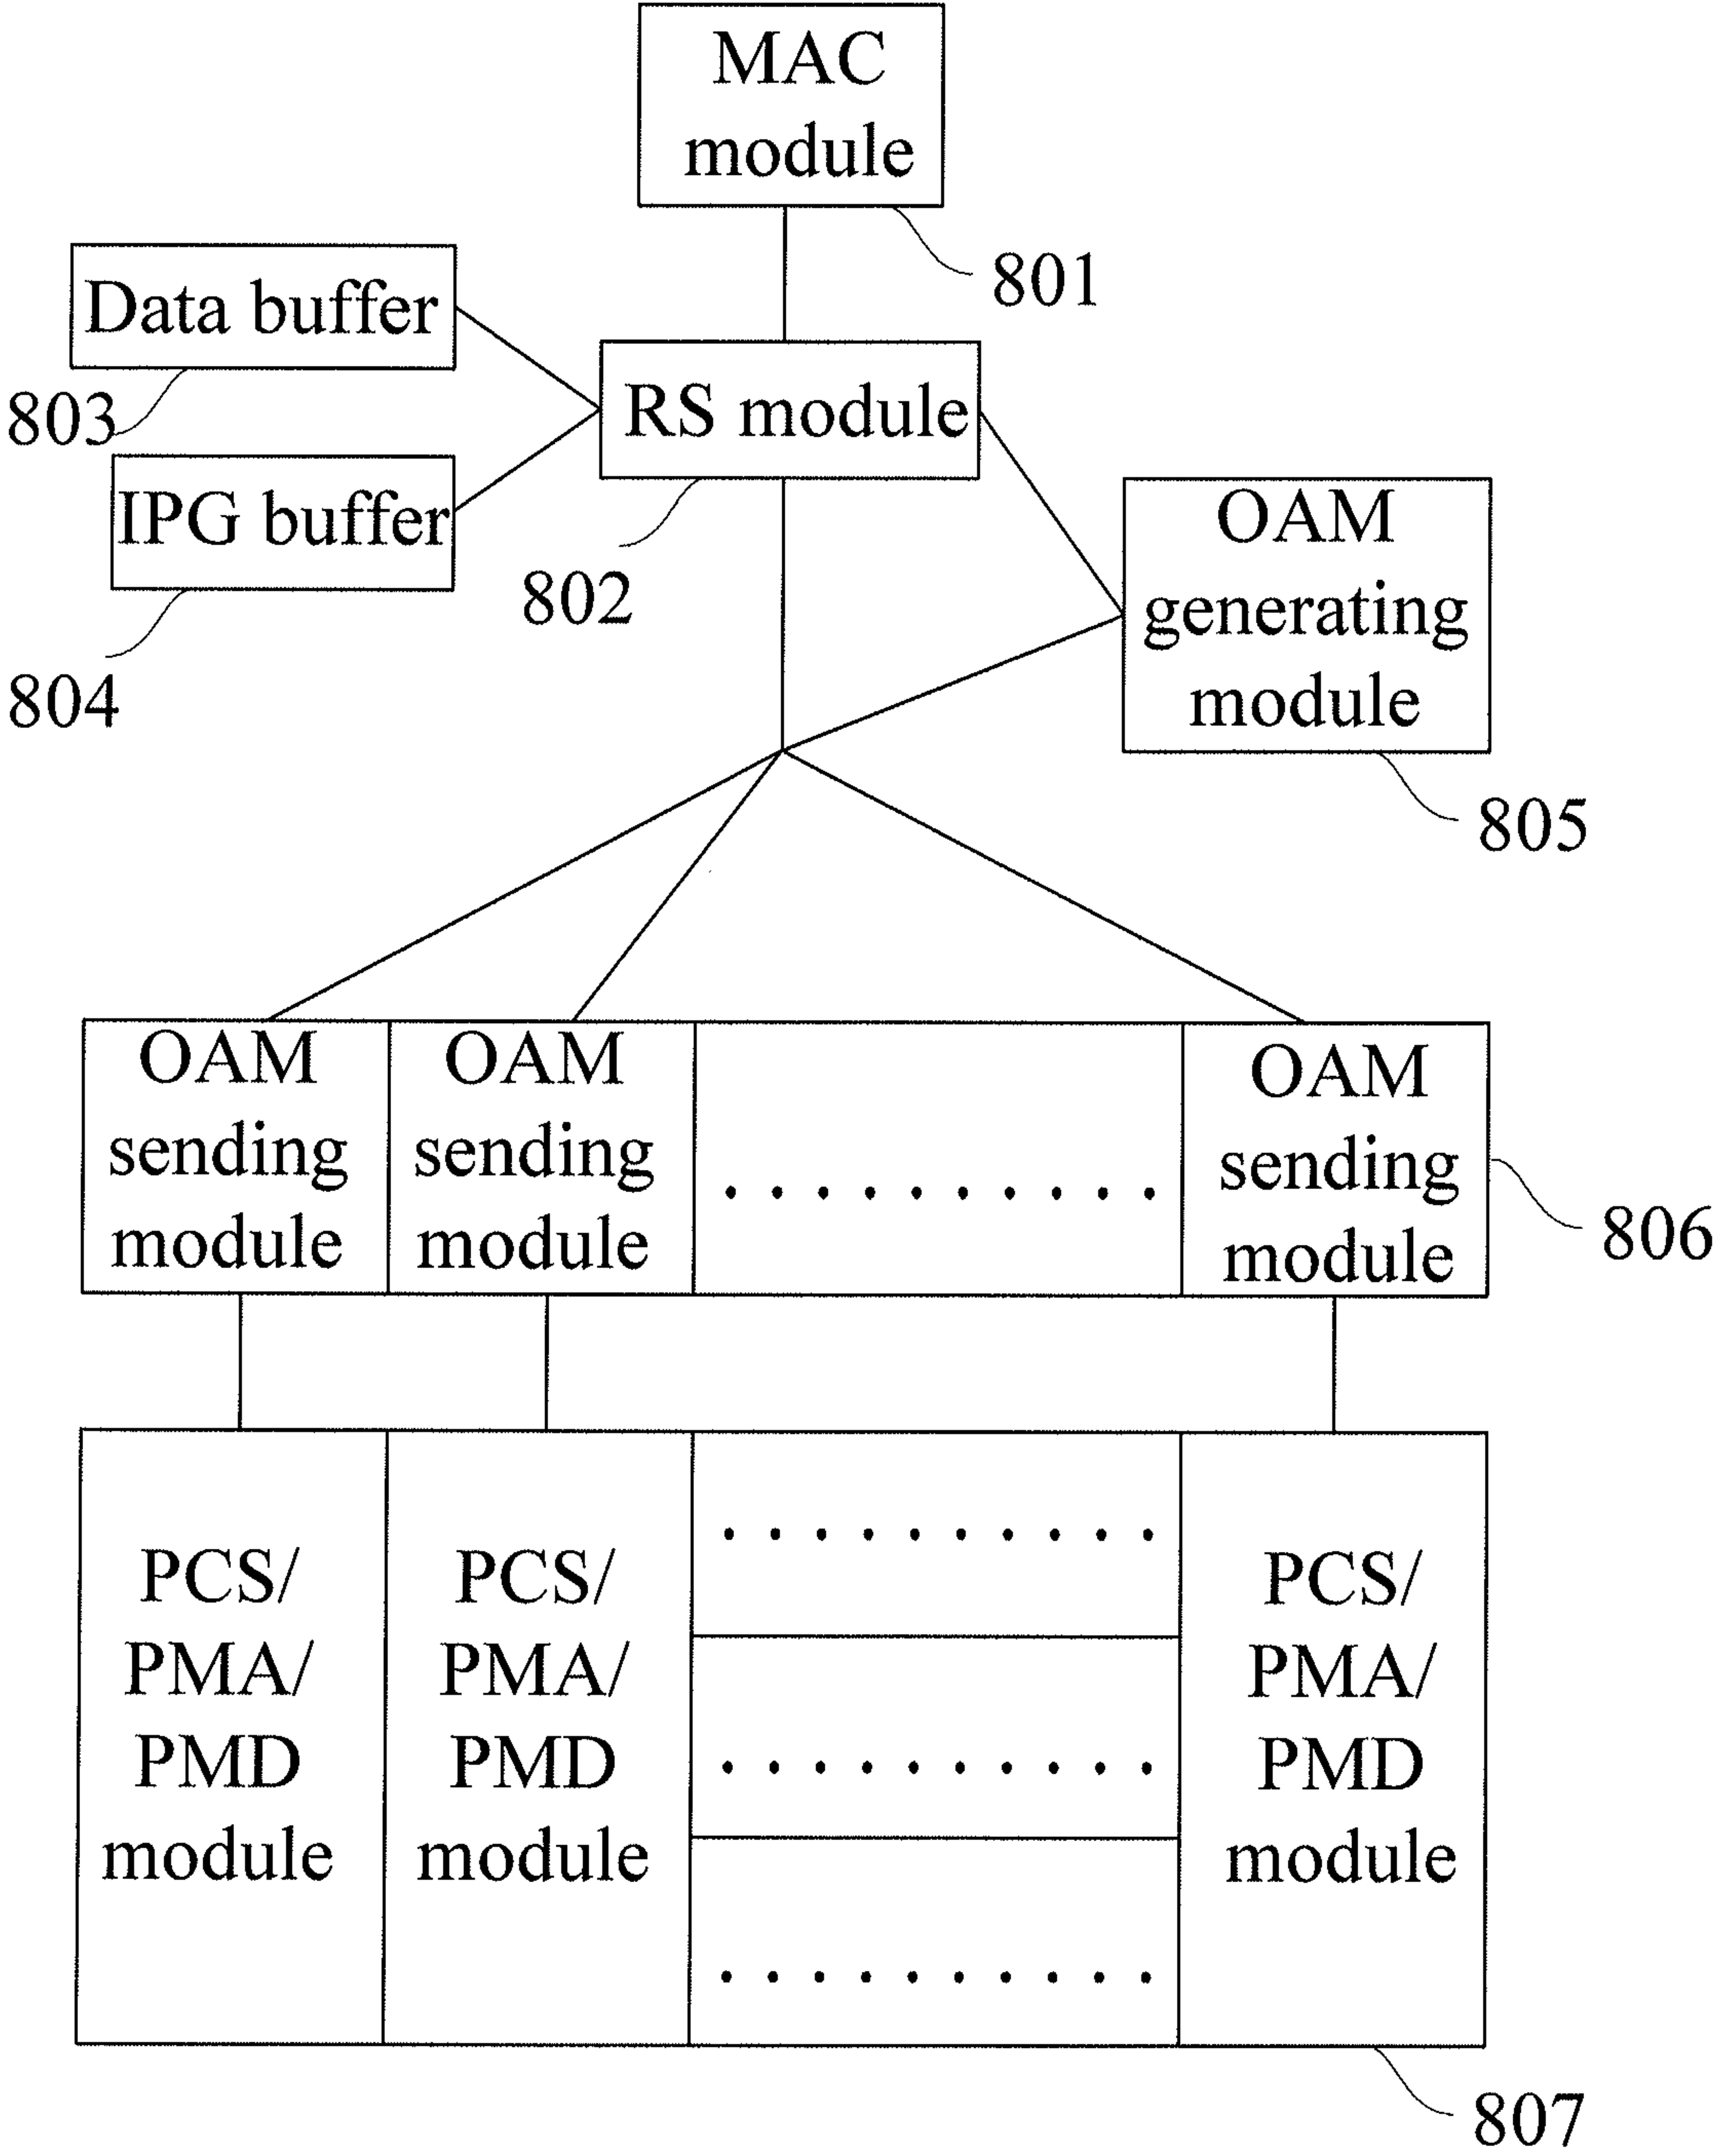 MAC
module
801
Data buffer
803
RS module
802
IPG buffer
804
OAM
generating
module
805
OAM
sending
module
OAM
sending
module
..........
OAM
sending
module
806
PCS/
PMA/
PMD
module
PCS/
PMA/
PMD
module
..........
..........
..........
PCS/
PMA/
PMD
module
807